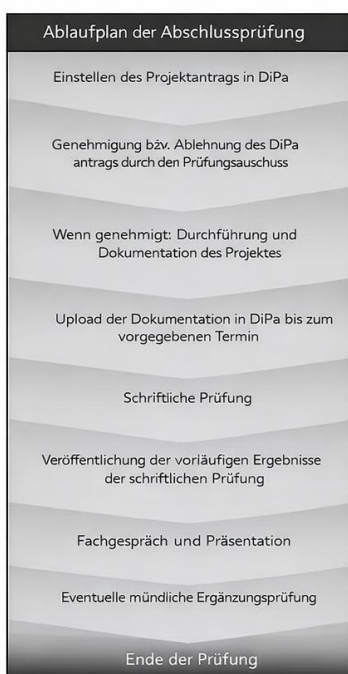 Ablaufplan der Abschlussprüfung
Einstellen des Projektantrags in DiPa
Genehmigung bzv. Ablehnung des DiPa
antrags durch den Prüfungsauschuss
Wenn genehmigt: Durchführung und
Dokumentation des Projektes
Upload der Dokumentation in DiPa bis zum
vorgegebenen Termin
Schriftliche Prüfung
Veröffentlichung der vorläufigen Ergebnisse
der schriftlichen Prüfung
Fachgespräch und Präsentation
Eventuelle mündliche Ergänzungsprüfung
Ende der Prüfung